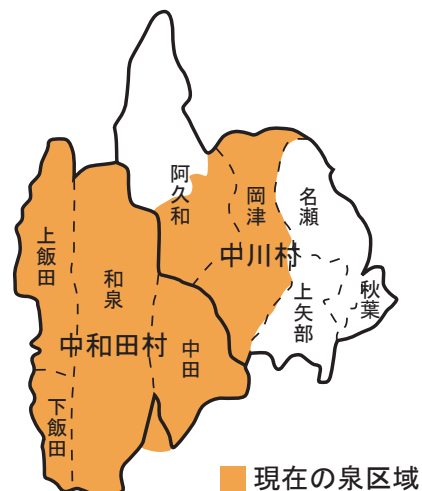 阿久和
岡津
名瀬
中川村
上飯田
和泉
上矢部
秋葉
中和田村
中田
下飯田
現在の泉区域